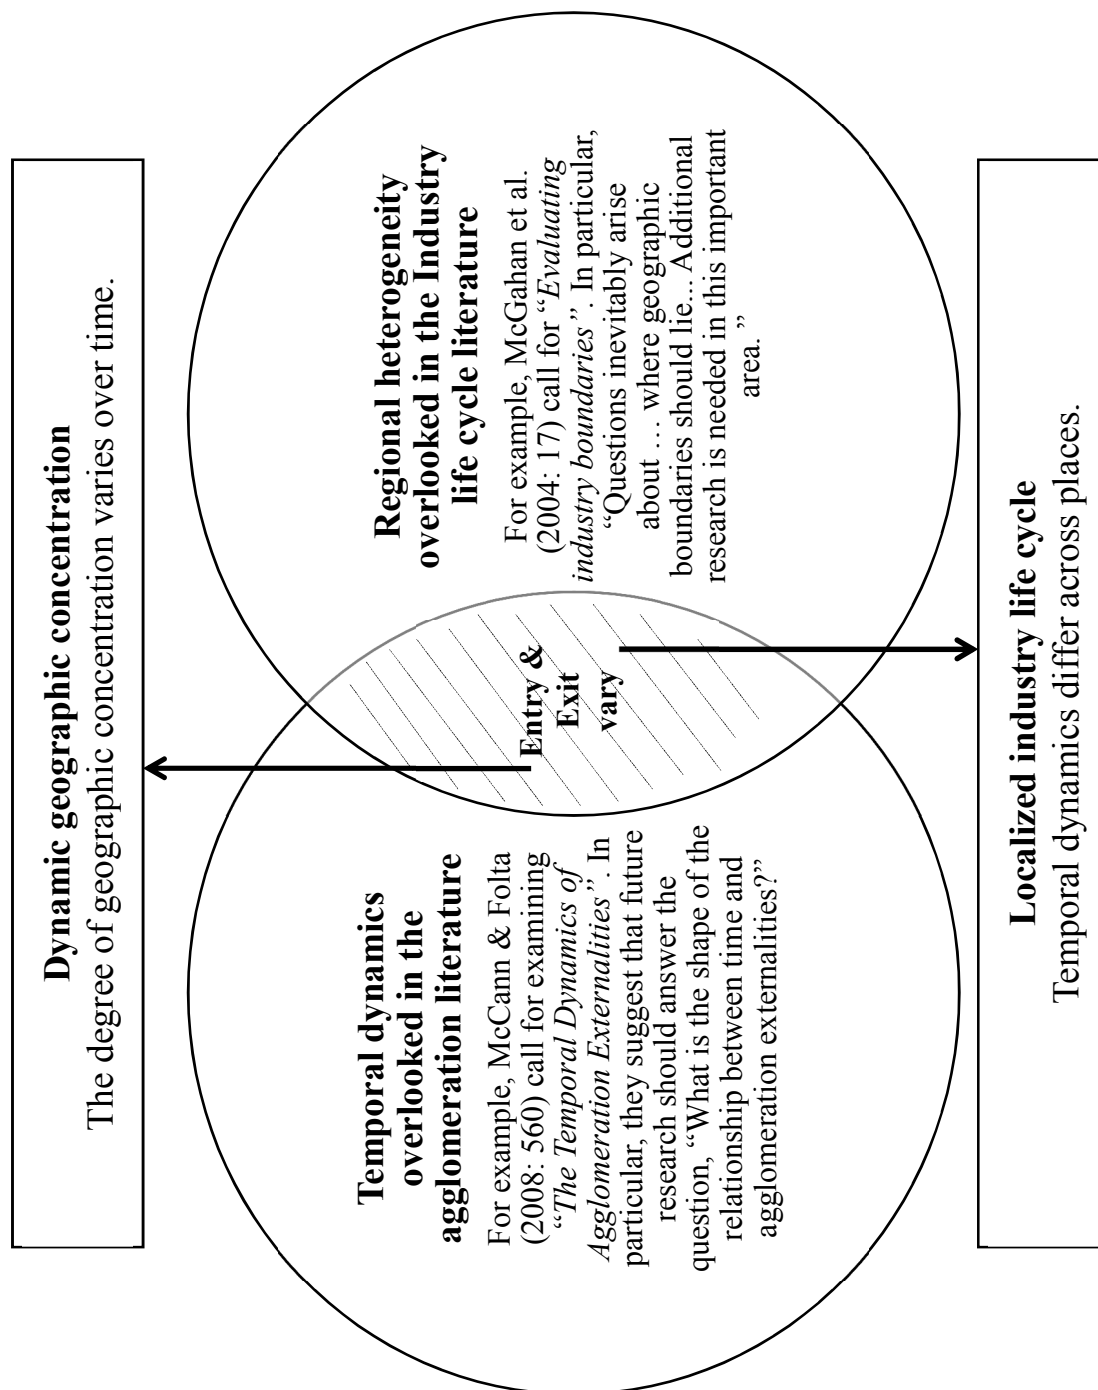 Dynamic geographic concentration
The degree of geographic concentration varies over time.
Temporal dynamics
overlooked in the
agglomeration literature
For example, McCann & Folta
(2008: 560) call for examining
“The Temporal Dynamics of
Agglomeration Externalities”. In
particular, they suggest that future
research should answer the
question, “What is the shape of the
relationship between time and
agglomeration externalities?”
Entry &
Exit
vary
Regional heterogeneity
overlooked in the Industry
life cycle literature
For example, McGahan et al.
(2004: 17) call for “Evaluating
industry boundaries”. In particular,
“Questions inevitably arise
about … where geographic
boundaries should lie... Additional
research is needed in this important
area.”
Localized industry life cycle
Temporal dynamics differ across places.